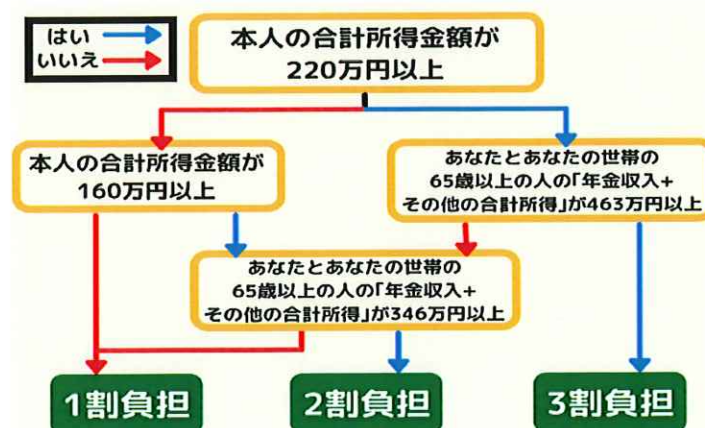 はい
いいえ
本人の合計所得金額が
220万円以上
本人の合計所得金額が
160万円以上
あなたとあなたの世帯の
65歳以上の人の「年金収入+
その他の合計所得」が463万円以上
あなたとあなたの世帯の
65歳以上の人の「年金収入+
その他の合計所得」が346万円以上
1割負担
2割負担
3割負担